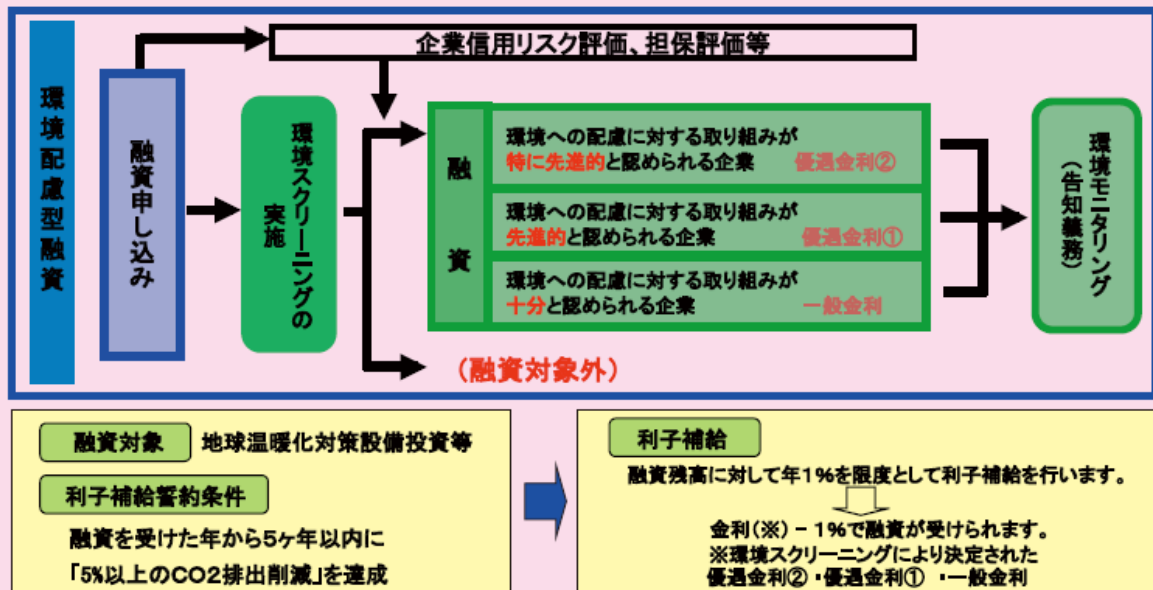 環境配慮型融資
融資申し込み
企業信用リスク評価、担保評価等
環境スクリーニングの
実施
融資
環境への配慮に対する取り組みが
特に先進的と認められる企業 優遇金利②
環境への配慮に対する取り組みが
先進的と認められる企業 優遇金利①
環境への配慮に対する取り組みが
十分と認められる企業 一般金利
(融資対象外)
環境モニタリング
(告知義務)
融資対象 地球温暖化対策設備投資等
利子補給誓約条件
融資を受けた年から5ヶ年以内に
「5%以上のCO2排出削減」を達成
利子補給
融資残高に対して年1%を限度として利子補給を行います。
金利(※)-1%で融資が受けられます。
※環境スクリーニングにより決定された
優遇金利②・優遇金利① ・一般金利